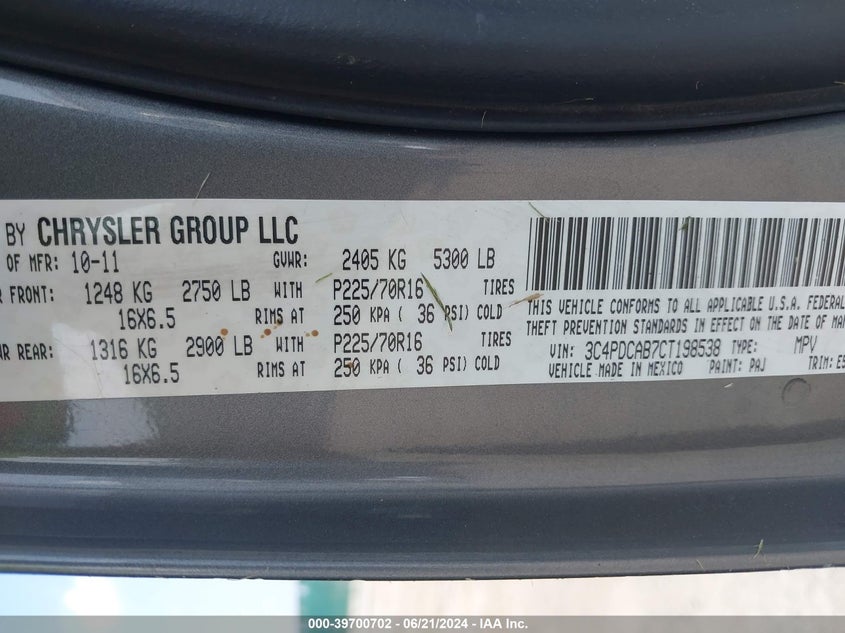 BY CHRYSLER GROUP LLC
OF MFR: 10-11 GVWR: 2405 KG 5300 LB
FRONT: 1248 KG 2750 LB WITH P225/70R16 TIRES
16X6.5 RIMS AT 250 KPA ( 36 PSI) COLD
REAR: 1316 KG 2900 LB WITH P225/70R16 TIRES
16X6.5 RIMS AT 250 KPA ( 36 PSI) COLD
THIS VEHICLE CONFORMS TO ALL APPLICABLE U.S.A. FEDERAL
THEFT PREVENTION STANDARDS IN EFFECT ON THE DATE OF
VIN: 3C4PDCAB7CT198538 TYPE: MPV
VEHICLE MADE IN MEXICO PAINT: PAJ TRIM:
000-39700702 - 06/21/2024 - IAA Inc.